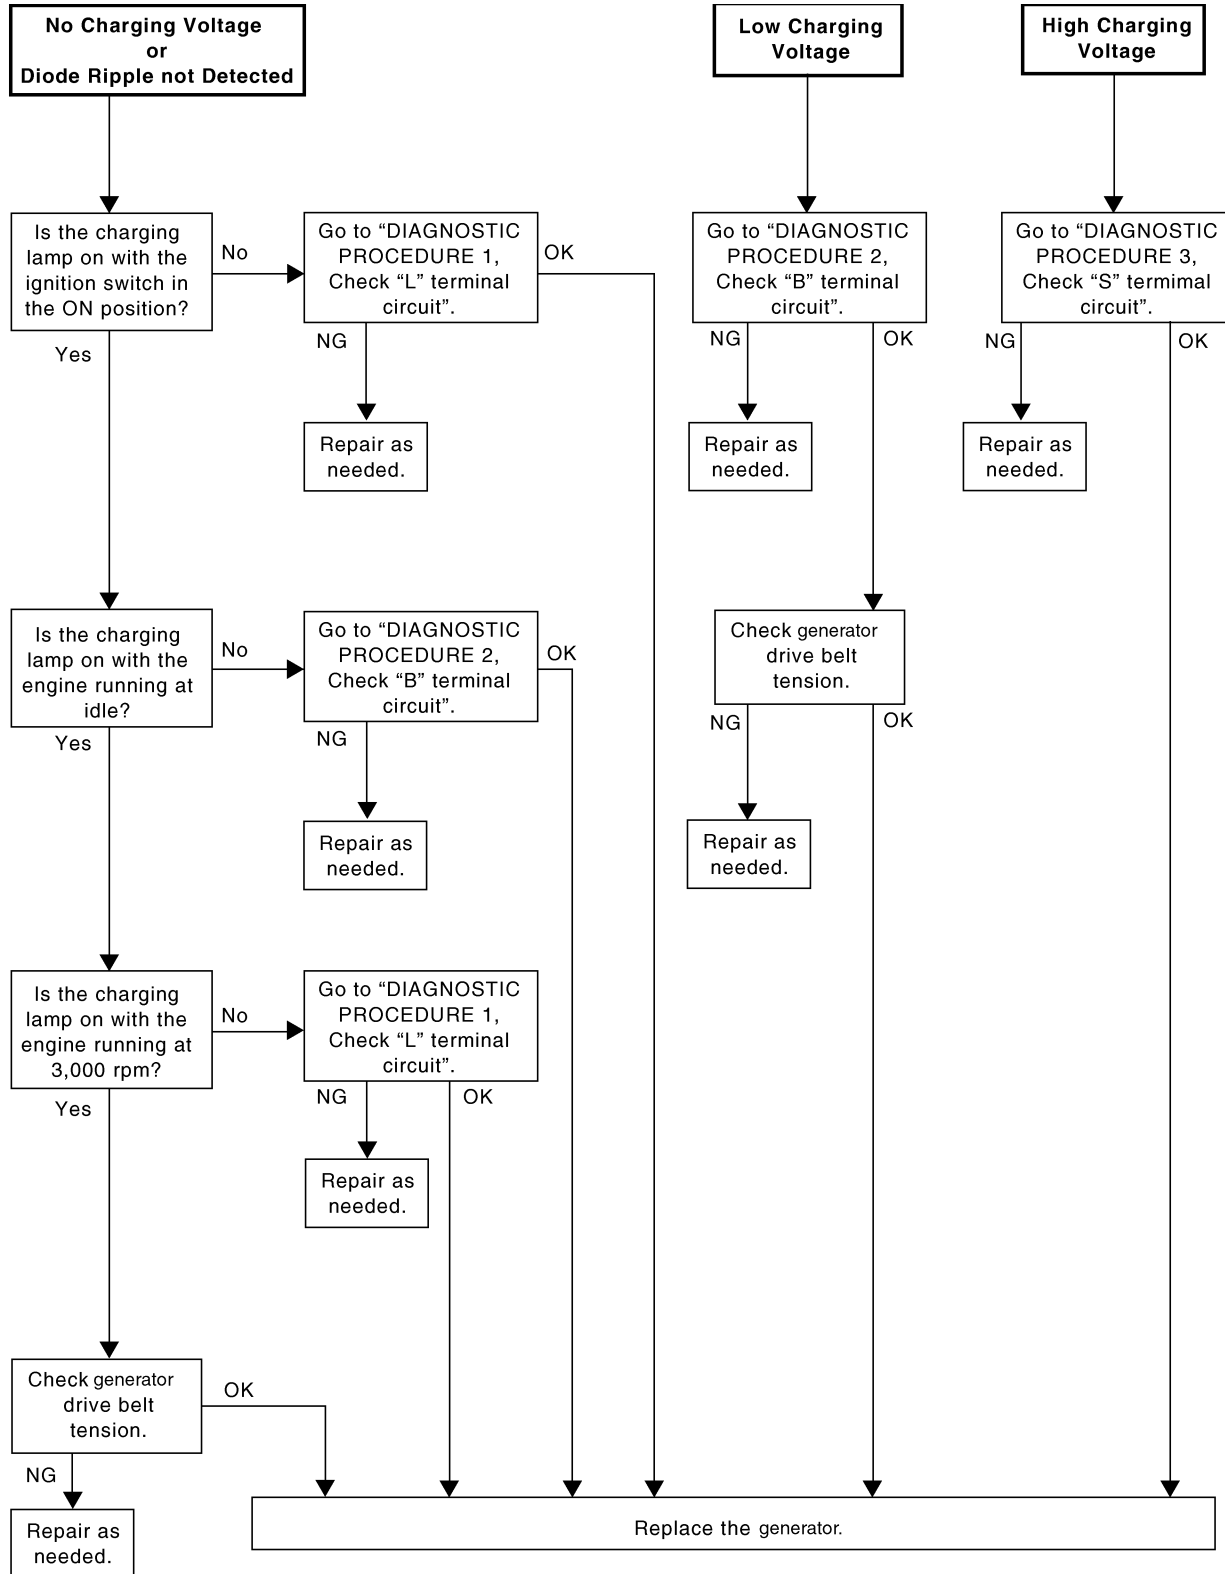 No Charging Voltage
or
Diode Ripple not Detected
Low Charging
Voltage
High Charging
Voltage
Is the charging
lamp on with the
ignition switch in
the ON position?
No
Go to “DIAGNOSTIC
PROCEDURE 1,
Check “L” terminal
circuit”.
OK
Go to “DIAGNOSTIC
PROCEDURE 2,
Check “B” terminal
circuit”.
Go to “DIAGNOSTIC
PROCEDURE 3,
Check “S” termimal
circuit”.
Yes
NG
NG
OK
NG
OK
Repair as
needed.
Repair as
needed.
Repair as
needed.
Is the charging
lamp on with the
engine running at
idle?
No
Go to “DIAGNOSTIC
PROCEDURE 2,
Check “B” terminal
circuit”.
OK
Check generator
drive belt
tension.
Yes
NG
NG
OK
Repair as
needed.
Repair as
needed.
Is the charging
lamp on with the
engine running at
3,000 rpm?
No
Go to “DIAGNOSTIC
PROCEDURE 1,
Check “L” terminal
circuit”.
Yes
NG
OK
Repair as
needed.
Check generator
drive belt
tension.
OK
NG
Repair as
needed.
Replace the generator.